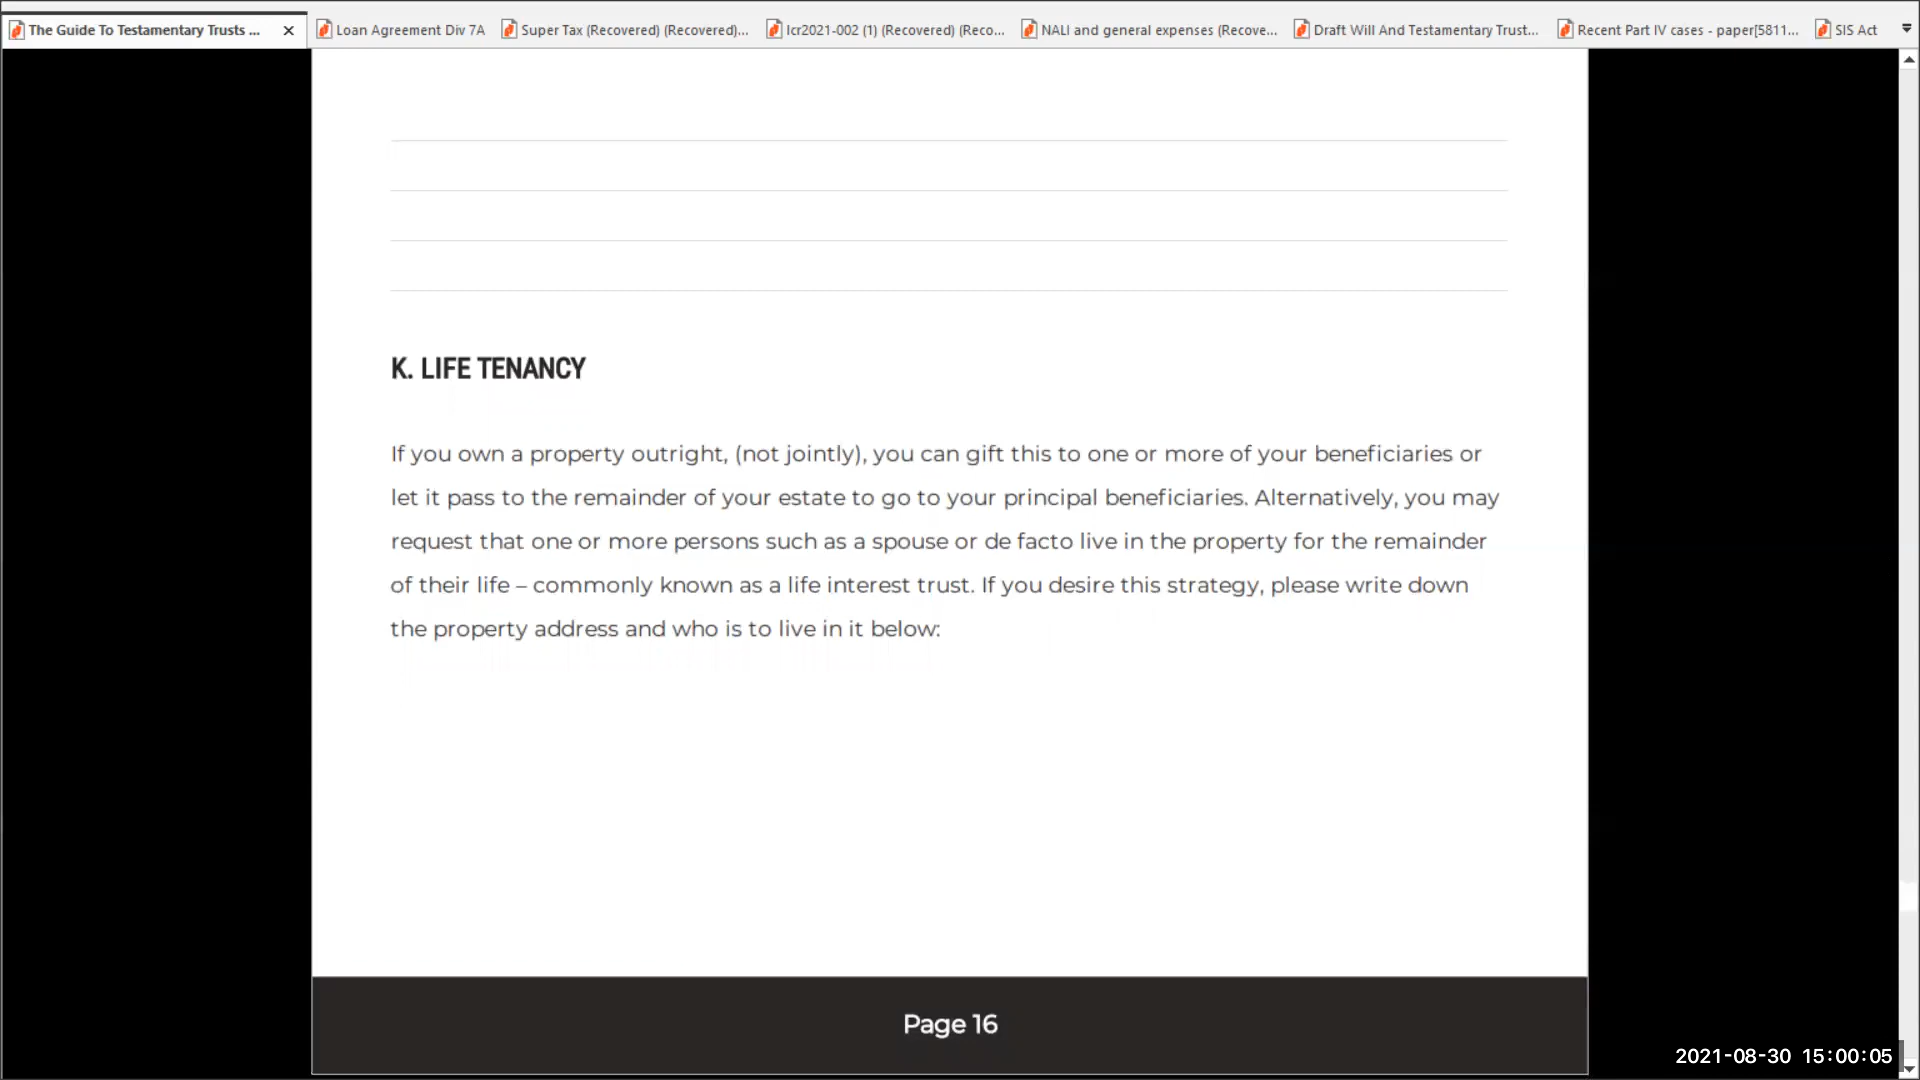 The Guide To Testamentary Trusts ...
Loan Agreement Div 7A
Super Tax (Recovered) (Recovered)...
lcr2021-002 (1) (Recovered) (Reco...
NALI and general expenses (Recove...
Draft Will And Testamentary Trust...
Recent Part IV cases - paper[5811...
SIS Act
K. LIFE TENANCY
If you own a property outright, (not jointly), you can gift this to one or more of your beneficiaries or
let it pass to the remainder of your estate to go to your principal beneficiaries. Alternatively, you may
request that one or more persons such as a spouse or de facto live in the property for the remainder
of their life – commonly known as a life interest trust. If you desire this strategy, please write down
the property address and who is to live in it below:
Page 16
2021-08-30 15:00:05